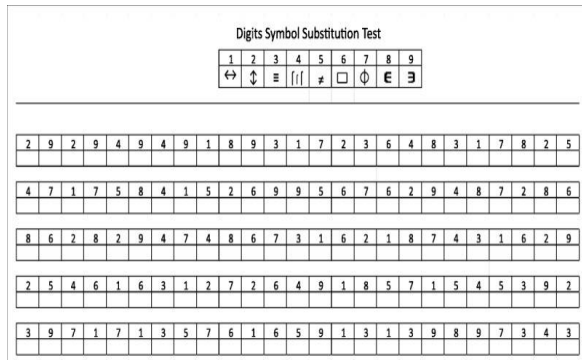 Digits Symbol Substitution Test
1 2 3 4 5 6 7 8 9
↔ ↕ ≡ ⌈⌈⌈ ≠ □ ϕ ∈ ∋
2 9 2 9 4 9 4 9 1 8 9 3 1 7 2 3 6 4 8 3 1 7 8 2 5
4 7 1 7 5 8 4 1 5 2 6 9 9 5 6 7 6 2 9 4 8 7 2 8 6
8 6 2 8 2 9 4 7 4 8 6 7 3 1 6 2 1 8 7 4 3 1 6 2 9
2 5 4 6 1 6 3 1 2 7 2 6 4 9 1 8 5 7 1 5 4 5 3 9 2
3 9 7 1 7 1 3 5 7 6 1 6 5 9 1 3 1 3 9 8 9 7 3 4 3